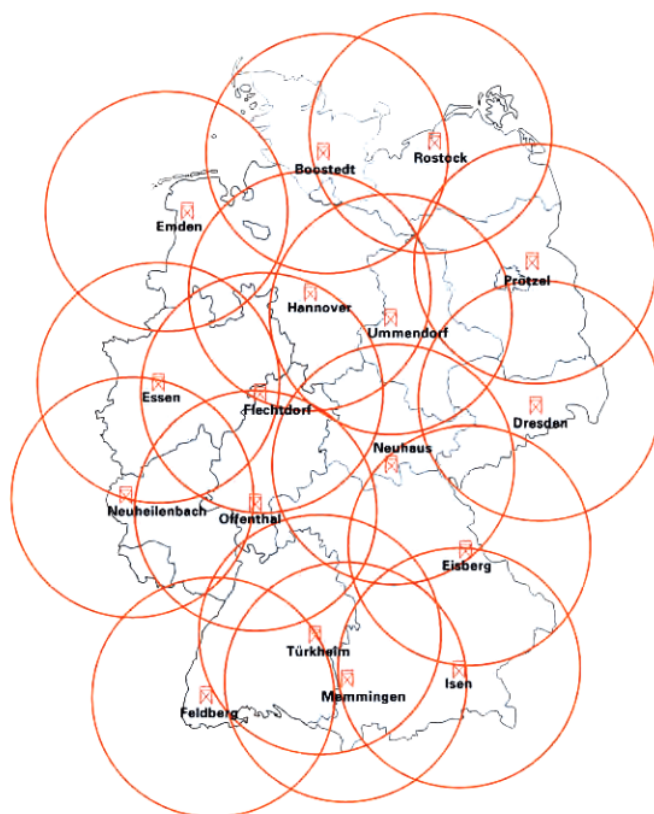 Rostock
Boostedt
Emden
Prötzel
Hannover
Ummendorf
Essen
Flechtdorf
Dresden
Neuhaus
Neuheilenbach
Offenthal
Eisberg
Türkheim
Isen
Memmingen
Feldberg